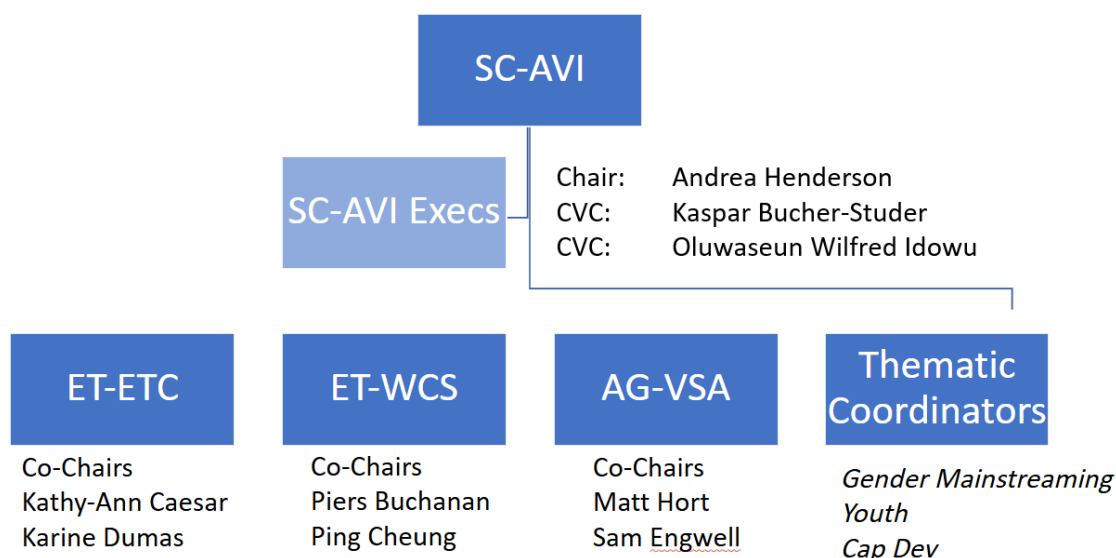 SC-AVI
SC-AVI Execs
Chair: Andrea Henderson
CVC: Kaspar Bucher-Studer
CVC: Oluwaseun Wilfred Idowu
ET-ETC
Co-Chairs
Kathy-Ann Caesar
Karine Dumas
ET-WCS
Co-Chairs
Piers Buchanan
Ping Cheung
AG-VSA
Co-Chairs
Matt Hort
Sam Engwell
Thematic
Coordinators
Gender Mainstreaming
Youth
Cap Dev